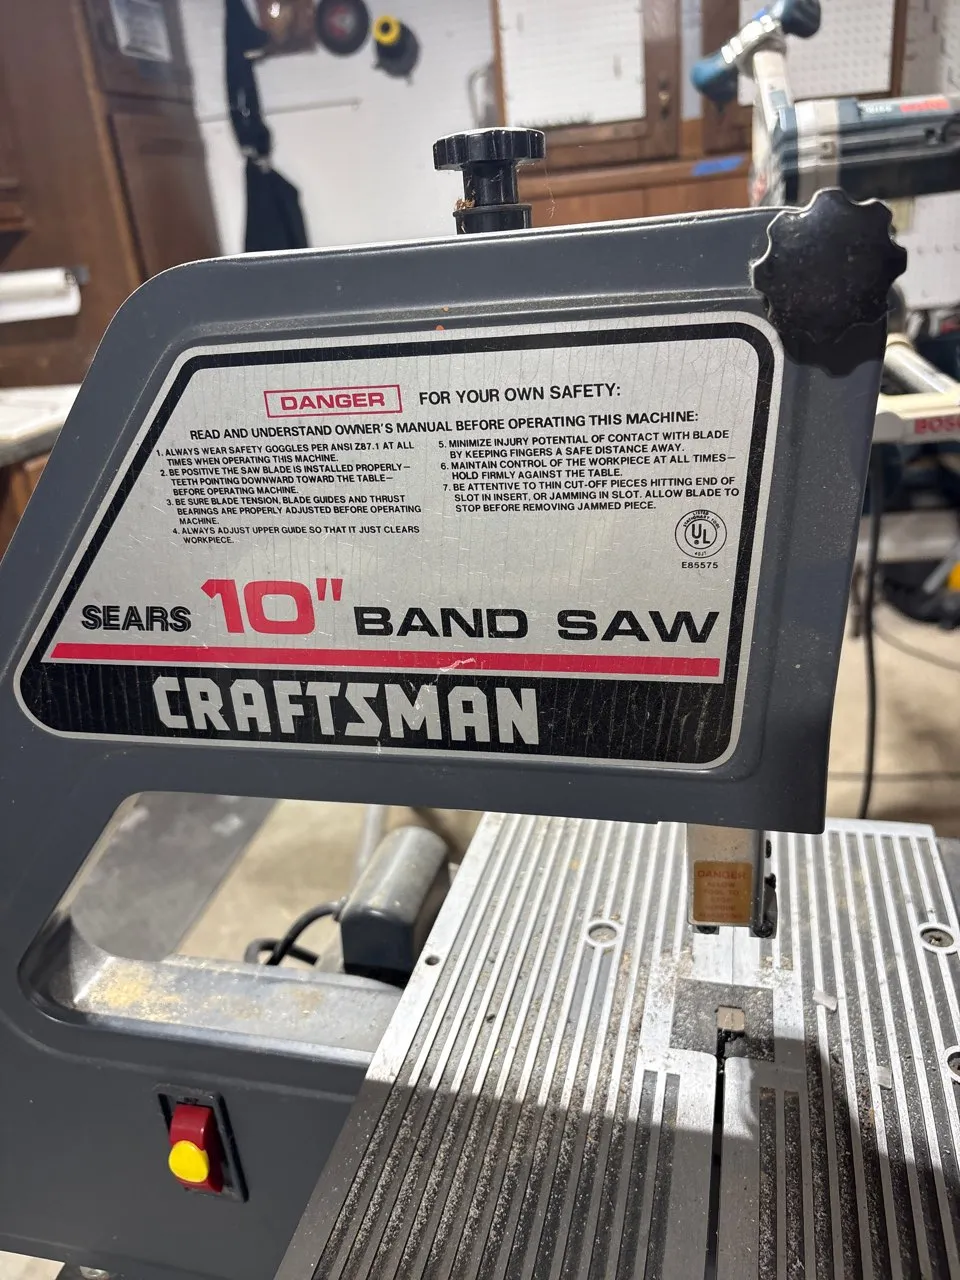 DANGER FOR YOUR OWN SAFETY:
READ AND UNDERSTAND OWNER'S MANUAL BEFORE OPERATING THIS MACHINE:
1. ALWAYS WEAR SAFETY GOGGLES PER ANSI Z87.1 AT ALL
TIMES WHEN OPERATING THIS MACHINE.
2. BE POSITIVE THE SAW BLADE IS INSTALLED PROPERLY—
TEETH POINTING DOWNWARD TOWARD THE TABLE—
BEFORE OPERATING MACHINE.
3. BE SURE BLADE TENSION, BLADE GUIDES AND THRUST
BEARINGS ARE PROPERLY ADJUSTED BEFORE OPERATING
MACHINE.
4. ALWAYS ADJUST UPPER GUIDE SO THAT IT JUST CLEARS
WORKPIECE.
5. MINIMIZE INJURY POTENTIAL OF CONTACT WITH BLADE
BY KEEPING FINGERS A SAFE DISTANCE AWAY.
6. MAINTAIN CONTROL OF THE WORKPIECE AT ALL TIMES—
HOLD FIRMLY AGAINST THE TABLE.
7. BE ATTENTIVE TO THIN CUT-OFF PIECES HITTING END OF
SLOT IN INSERT, OR JAMMING IN SLOT. ALLOW BLADE TO
STOP BEFORE REMOVING JAMMED PIECE.
LISTED
UL
E85575
SEARS 10" BAND SAW
CRAFTSMAN
DANGER